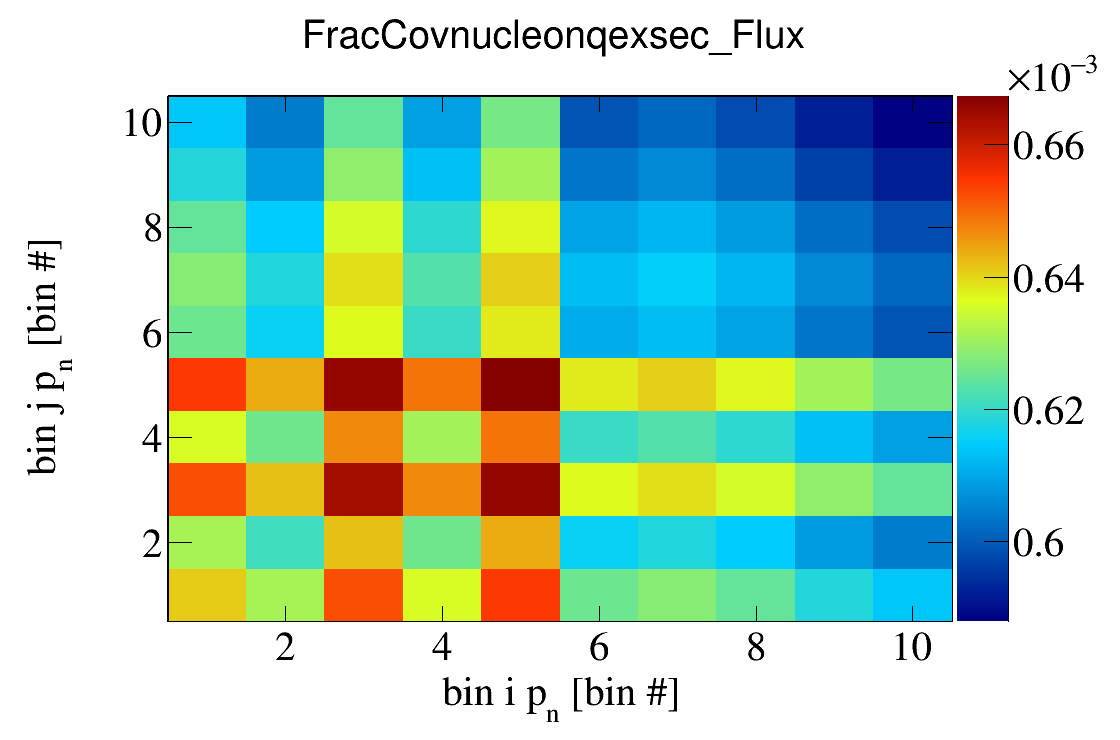 FracCovnucleonqexsec_Flux
×10⁻³
10
8
6
4
2
0.66
0.64
0.62
0.6
bin j pₙ [bin #]
2 4 6 8 10
bin i pₙ [bin #]